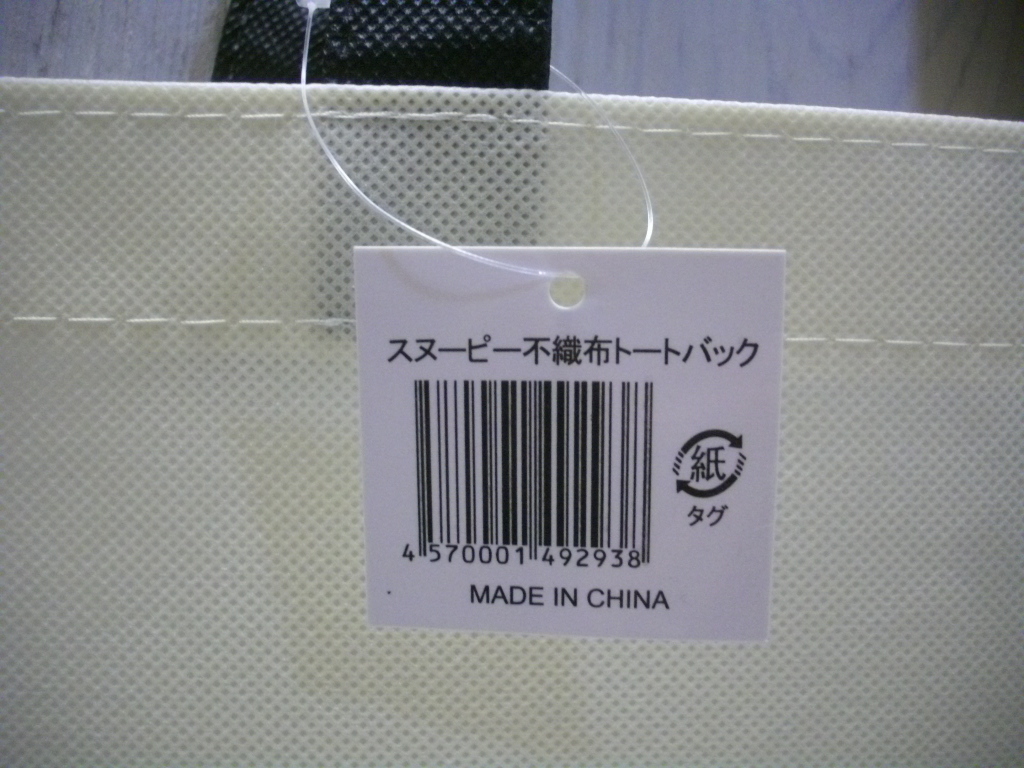 スヌーピー不織布トートバック
紙
タグ
4 570001 492938
MADE IN CHINA